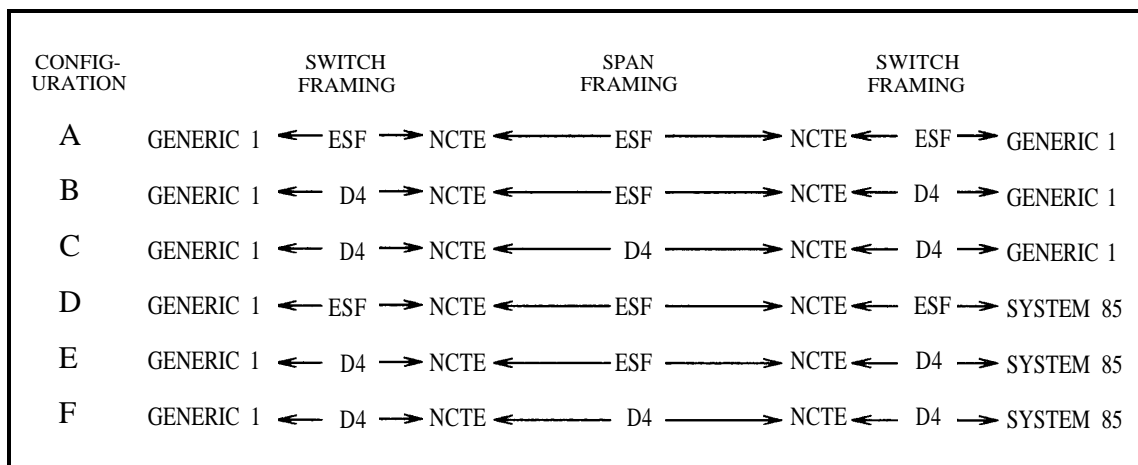 CONFIG-
URATION
SWITCH
FRAMING
SPAN
FRAMING
SWITCH
FRAMING
A GENERIC 1 ESF NCTE ESF NCTE ESF GENERIC 1
B GENERIC 1 D4 NCTE ESF NCTE D4 GENERIC 1
C GENERIC 1 D4 NCTE D4 NCTE D4 GENERIC 1
D GENERIC 1 ESF NCTE ESF NCTE ESF SYSTEM 85
E GENERIC 1 D4 NCTE ESF NCTE D4 SYSTEM 85
F GENERIC 1 D4 NCTE D4 NCTE D4 SYSTEM 85